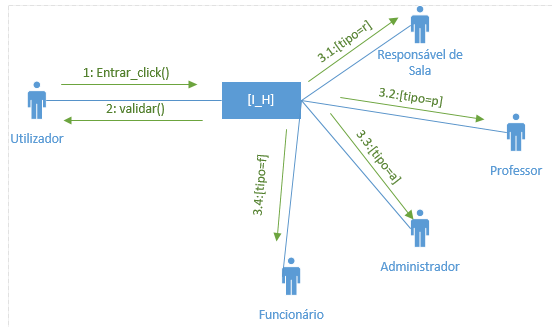 3.1:[tipo=r]
Responsável de
Sala
1: Entrar_click()
[I_H]
3.2:[tipo=p]
2: validar()
Utilizador
3.3:[tipo=a]
Professor
3.4:[tipo=f]
Administrador
Funcionário